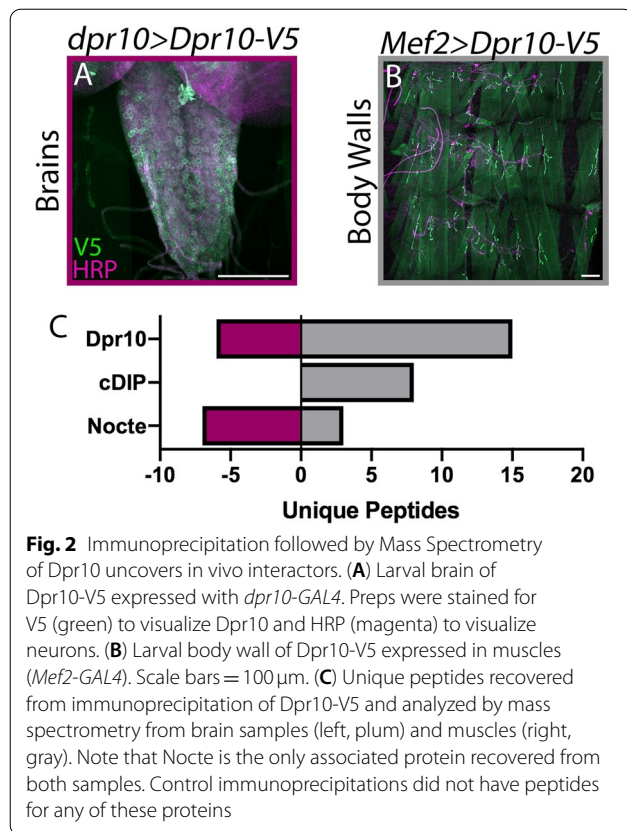 dpr10>Dpr10-V5
Mef2>Dpr10-V5
Brains
A
V5
HRP
Body Walls
B
C
Dpr10
cDIP
Nocte
-10 -5 0 5 10 15 20
Unique Peptides
Fig. 2 Immunoprecipitation followed by Mass Spectrometry
of Dpr10 uncovers in vivo interactors. (A) Larval brain of
Dpr10-V5 expressed with dpr10-GAL4. Preps were stained for
V5 (green) to visualize Dpr10 and HRP (magenta) to visualize
neurons. (B) Larval body wall of Dpr10-V5 expressed in muscles
(Mef2-GAL4). Scale bars = 100 μm. (C) Unique peptides recovered
from immunoprecipitation of Dpr10-V5 and analyzed by mass
spectrometry from brain samples (left, plum) and muscles (right,
gray). Note that Nocte is the only associated protein recovered from
both samples. Control immunoprecipitations did not have peptides
for any of these proteins